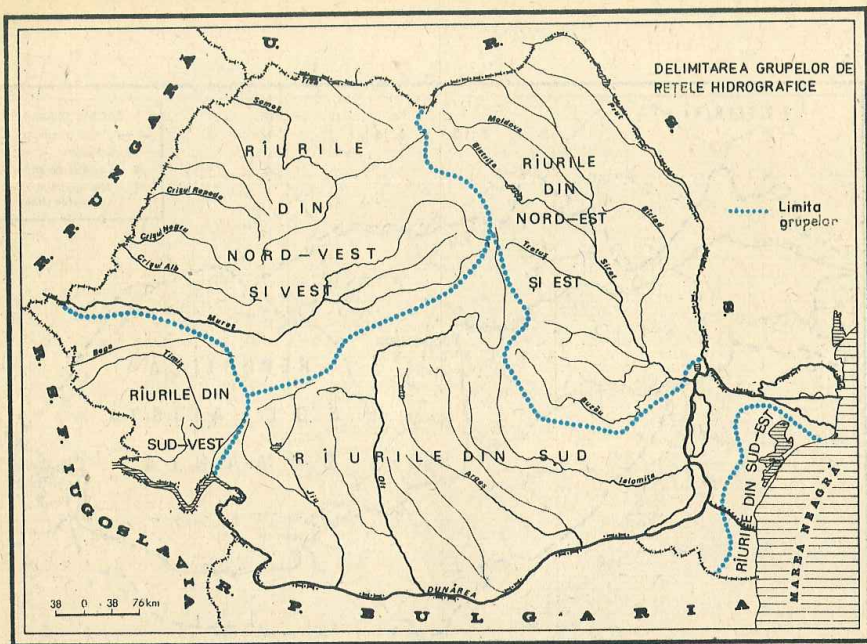 DELIMITAREA GRUPELOR DE
REȚELE HIDROGRAFICE
Limita
grupelor
U. R. S. S.
R. P. UNGARA
R. S. F. IUGOSLAVIA
R. P. BULGARIA
MAREA NEAGRĂ
RÎURILE
DIN
NORD-VEST
ȘI VEST
RÎURILE
DIN
NORD-EST
ȘI EST
RÎURILE DIN
SUD-VEST
RÎURILE DIN SUD
RÎURILE DIN SUD-EST
Tisa
Someș
Crișul Repede
Crișul Negru
Crișul Alb
Mureș
Bega
Timiș
Moldova
Bistrița
Prut
Bîrlad
Trotuș
Siret
Buzău
Ialomița
Jiu
Olt
Argeș
DUNĂREA
38 0 38 76km